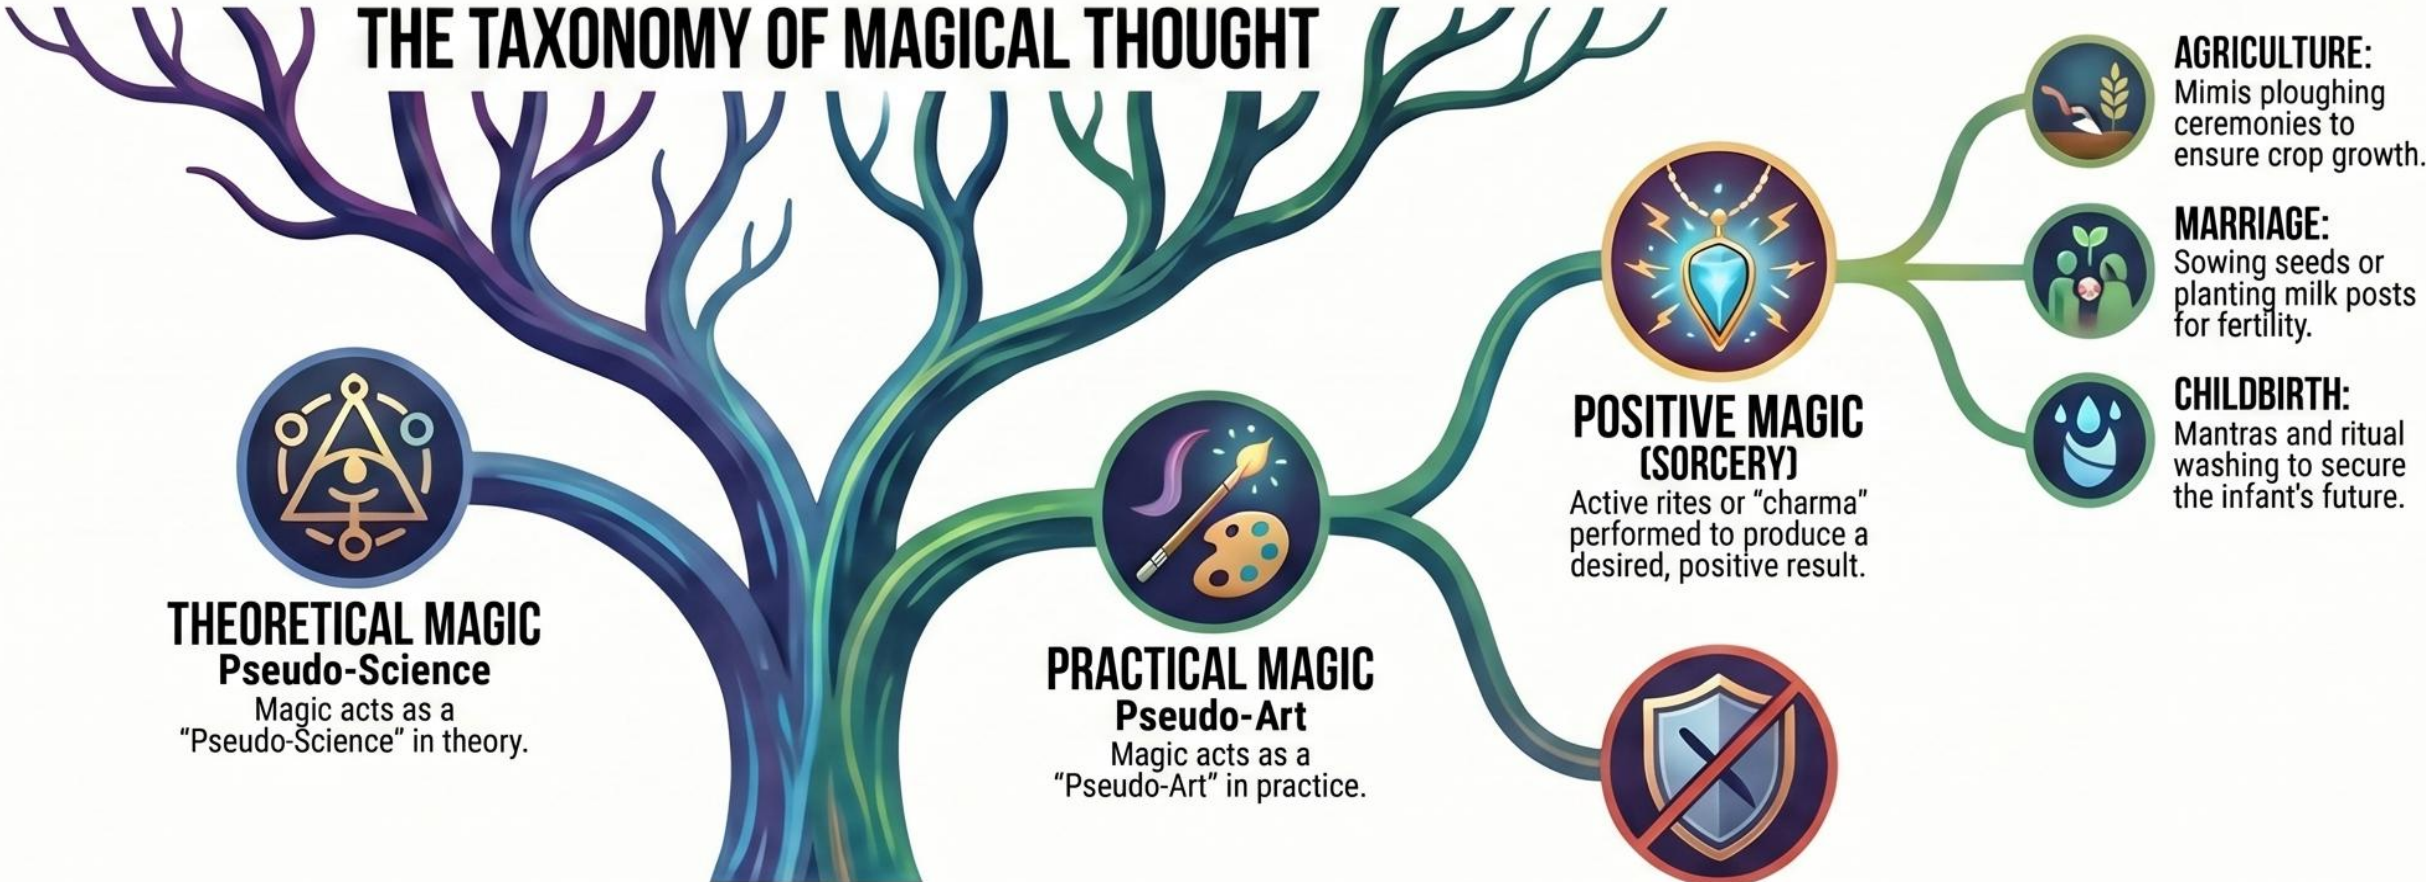 THE TAXONOMY OF MAGICAL THOUGHT
THEORETICAL MAGIC
Pseudo-Science
Magic acts as a
“Pseudo-Science” in theory.
PRACTICAL MAGIC
Pseudo-Art
Magic acts as a
“Pseudo-Art” in practice.
POSITIVE MAGIC
(SORCERY)
Active rites or “charma”
performed to produce a
desired, positive result.
AGRICULTURE:
Mimis ploughing
ceremonies to
ensure crop growth.
MARRIAGE:
Sowing seeds or
planting milk posts
for fertility.
CHILDBIRTH:
Mantras and ritual
washing to secure
the infant's future.